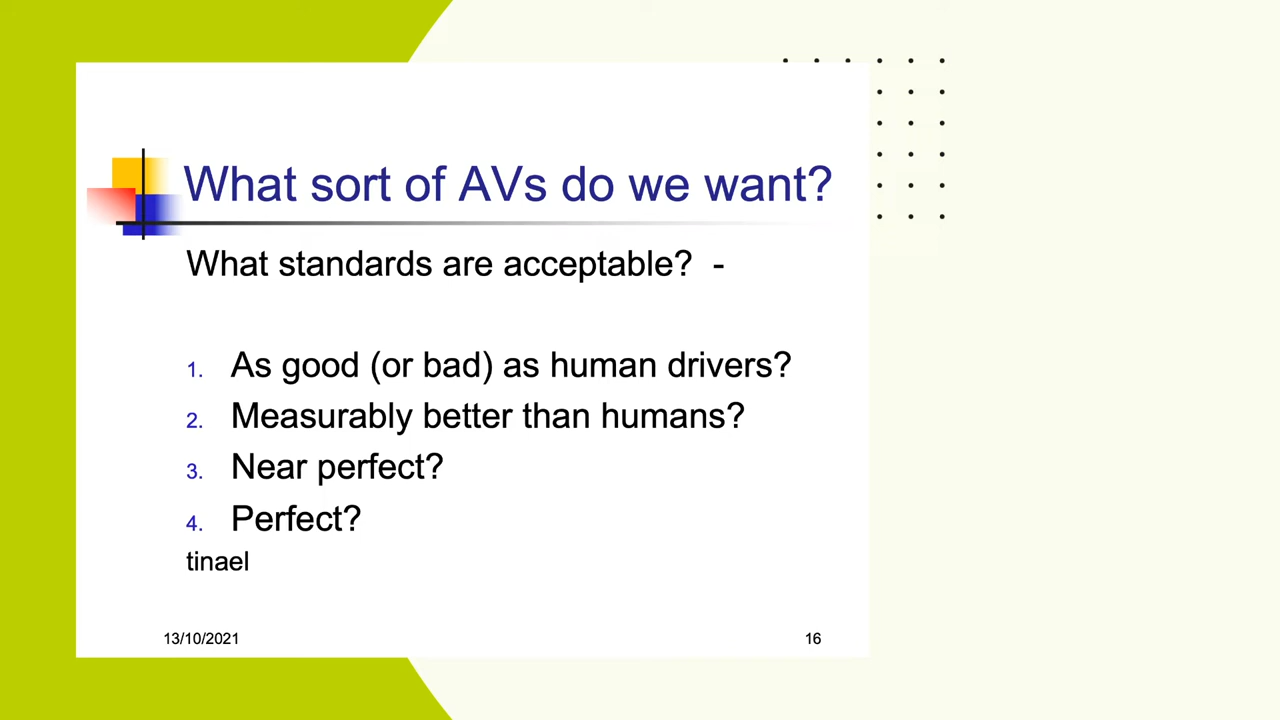 What sort of AVs do we want?
What standards are acceptable? -
1. As good (or bad) as human drivers?
2. Measurably better than humans?
3. Near perfect?
4. Perfect?
tinael
13/10/2021
16